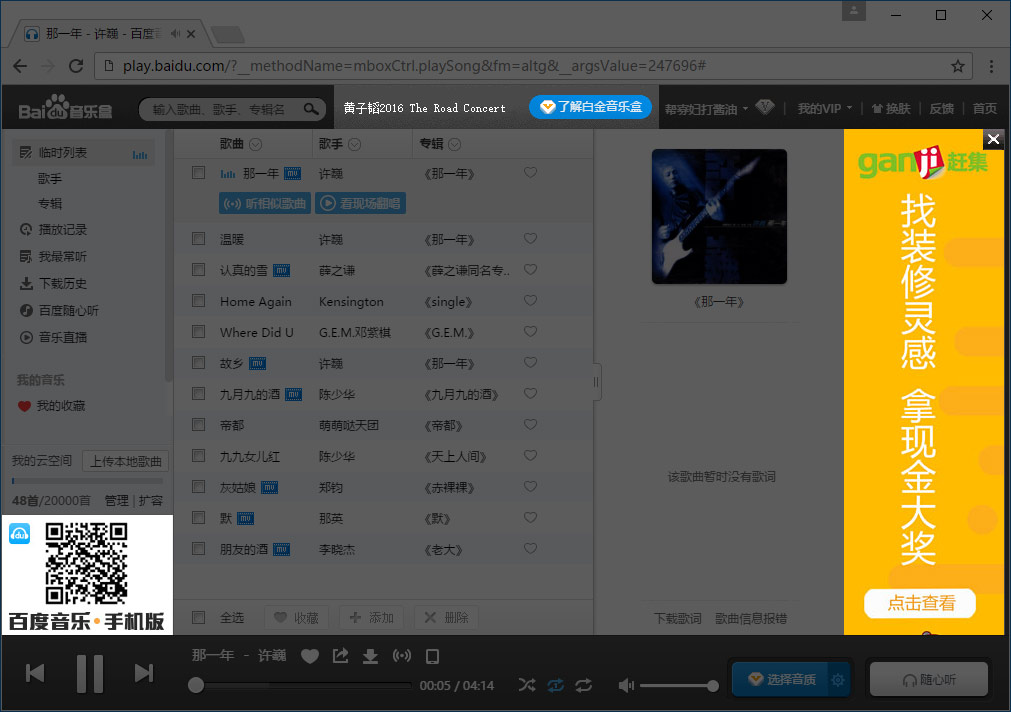 那一年 - 许巍 - 百度音
play.baidu.com/?__methodName=mboxCtrl.playSong&fm=altg&__argsValue=247696#
Bai du 音乐盒
输入歌曲、歌手、专辑名
黄子韬2016 The Road Concert
了解白金音乐盒
帮寡妇打酱油
我的VIP
换肤
反馈
首页
临时列表
歌手
专辑
播放记录
我最常听
下载历史
百度随心听
音乐直播
我的音乐
我的收藏
我的云空间 上传本地歌曲
48首/20000首 管理 | 扩容
du
百度音乐·手机版
歌曲 歌手 专辑
那一年 MV 许巍 《那一年》
听相似歌曲 看现场翻唱
温暖 许巍 《那一年》
认真的雪 MV 薛之谦 《薛之谦同名专..
Home Again Kensington 《single》
Where Did U G.E.M.邓紫棋 《G.E.M.》
故乡 MV 许巍 《那一年》
九月九的酒 MV 陈少华 《九月九的酒》
帝都 萌萌哒天团 《帝都》
九九女儿红 陈少华 《天上人间》
灰姑娘 MV 郑钧 《赤裸裸》
默 MV 那英 《默》
朋友的酒 MV 李晓杰 《老大》
全选 收藏 添加 删除
《那一年》
该歌曲暂时没有歌词
下载歌词 歌曲信息报错
ganji 赶集
找装修灵感
拿现金大奖
点击查看
那一年 - 许巍
00:05 / 04:14
选择音质
随心听